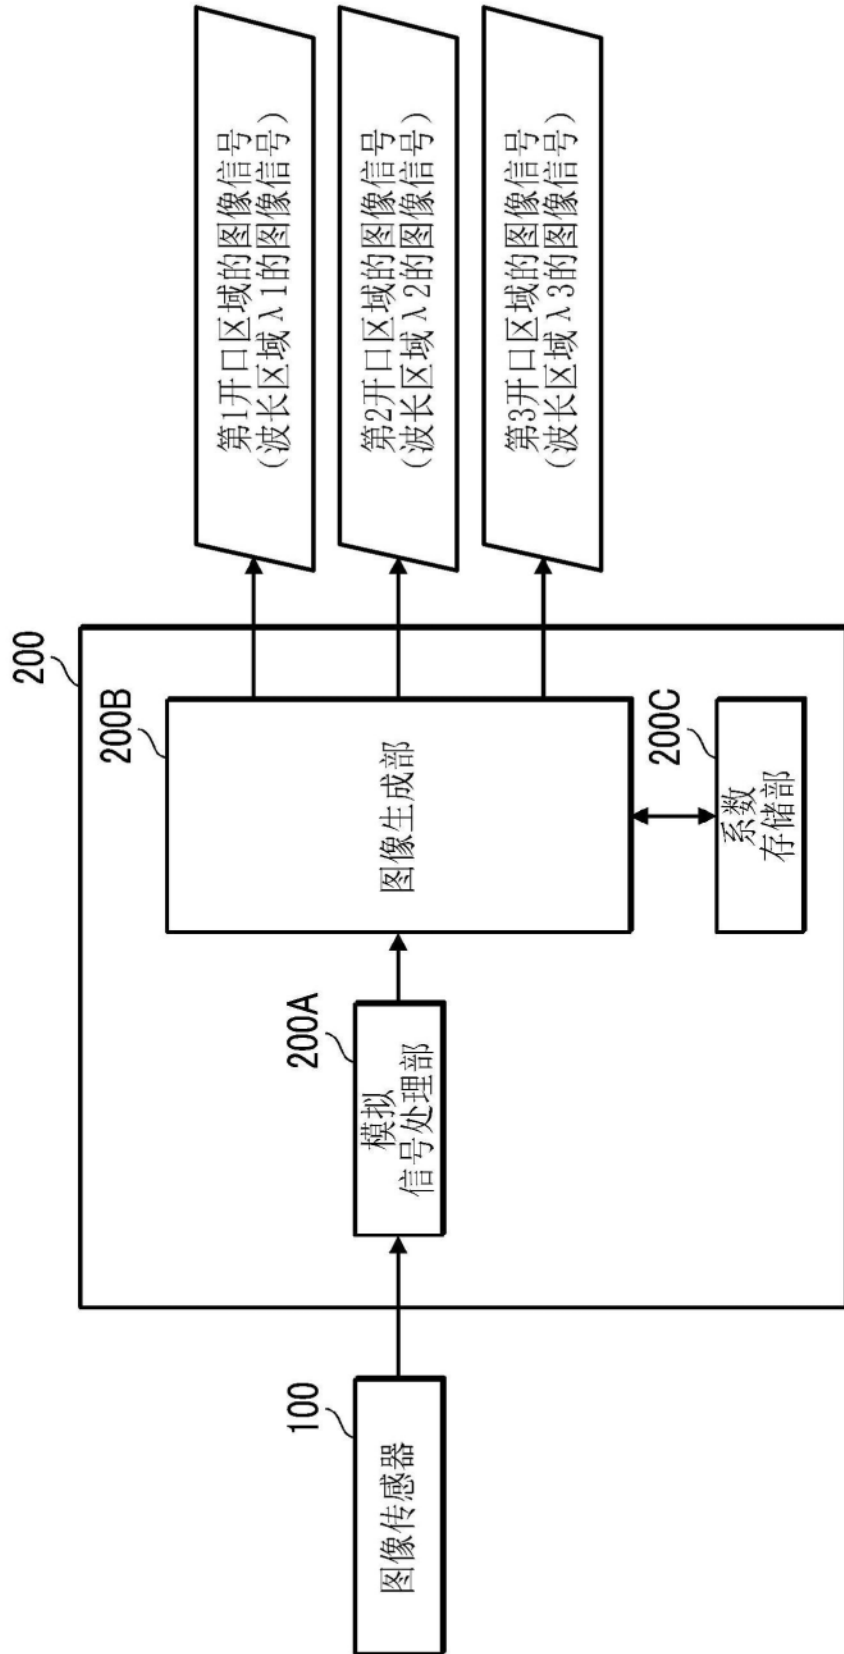 100
图像传感器
200
200A
模拟
信号处理部
200B
图像生成部
200C
系数
存储部
第1开口区域的图像信号
(波长区域λ1的图像信号)
第2开口区域的图像信号
(波长区域λ2的图像信号)
第3开口区域的图像信号
(波长区域λ3的图像信号)